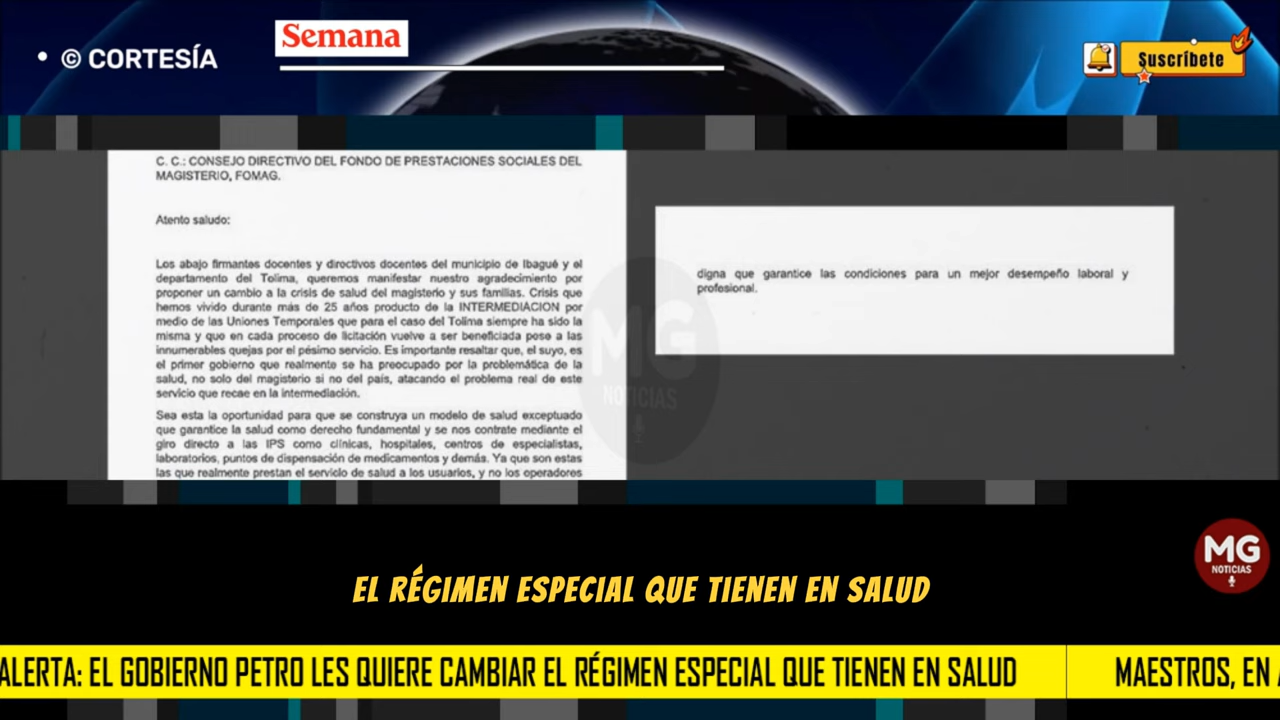 • © CORTESÍA
Semana
Suscríbete
C. C.: CONSEJO DIRECTIVO DEL FONDO DE PRESTACIONES SOCIALES DEL
MAGISTERIO, FOMAG.
Atento saludo:
Los abajo firmantes docentes y directivos docentes del municipio de Ibagué y el
departamento del Tolima, queremos manifestar nuestro agradecimiento por
proponer un cambio a la crisis de salud del magisterio y sus familias. Crisis que
hemos vivido durante más de 25 años producto de la INTERMEDIACION por
medio de las Uniones Temporales que para el caso del Tolima siempre ha sido la
misma y que en cada proceso de licitación vuelve a ser beneficiada pese a las
innumerables quejas por el pésimo servicio. Es importante resaltar que, el suyo, es
el primer gobierno que realmente se ha preocupado por la problemática de la
salud, no solo del magisterio si no del país, atacando el problema real de este
servicio que recae en la intermediación.
Sea esta la oportunidad para que se construya un modelo de salud exceptuado
que garantice la salud como derecho fundamental y se nos contrate mediante el
giro directo a las IPS como clínicas, hospitales, centros de especialistas,
laboratorios, puntos de dispensación de medicamentos y demás. Ya que son estas
las que realmente prestan el servicio de salud a los usuarios, y no los operadores
digna que garantice las condiciones para un mejor desempeño laboral y
profesional.
MG
NOTICIAS
MG
NOTICIAS
EL RÉGIMEN ESPECIAL QUE TIENEN EN SALUD
ALERTA: EL GOBIERNO PETRO LES QUIERE CAMBIAR EL RÉGIMEN ESPECIAL QUE TIENEN EN SALUD
MAESTROS, EN